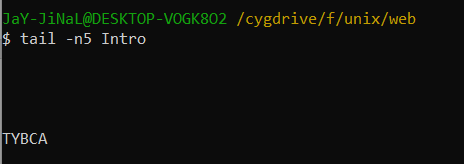 JaY-JiNaL@DESKTOP-VOGK8O2 /cygdrive/f/unix/web
$ tail -n5 Intro
TYBCA